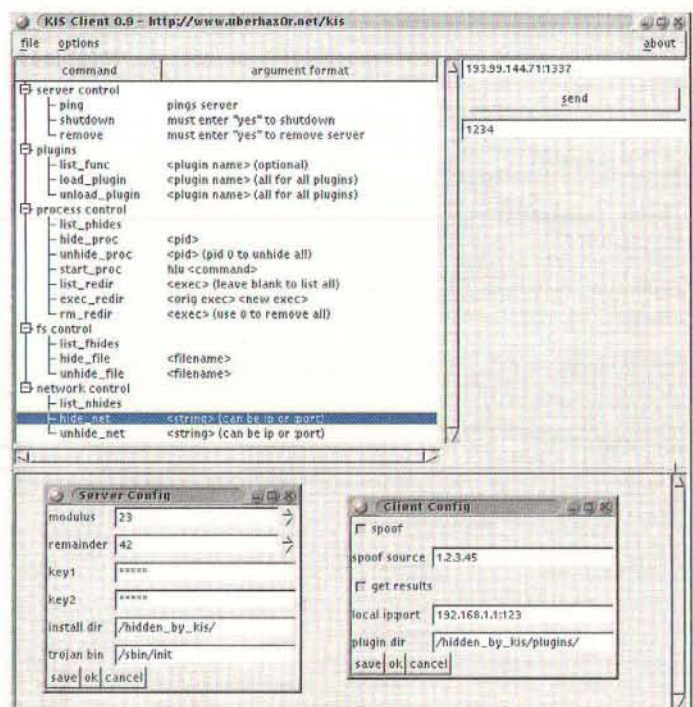 KIS Client 0.9 - http://www.uberhax0r.net/kis
file options about
command argument format
server control
ping pings server
shutdown must enter "yes" to shutdown
remove must enter "yes" to remove server
plugins
list_func <plugin name> (optional)
load_plugin <plugin name> (all for all plugins)
unload_plugin <plugin name> (all for all plugins)
process control
list_phides
hide_proc <pid>
unhide_proc <pid> (pid 0 to unhide all)
start_proc hlu <command>
list_redir <exec> (leave blank to list all)
exec_redir <orig exec> <new exec>
rm_redir <exec> (use 0 to remove all)
fs control
list_fhides
hide_file <filename>
unhide_file <filename>
network control
list_nhides
hide_net <string> (can be ip or :port)
unhide_net <string> (can be ip or :port)
193.99.144.71:1337
send
1234
Server Config
modulus 23
remainder 42
key1 *****
key2 *****
install dir /hidden_by_kis/
trojan bin /sbin/init
save ok cancel
Client Config
spoof
spoof source 1.2.3.45
get results
local ip:port 192.168.1.1:123
plugin dir /hidden_by_kis/plugins/
save ok cancel